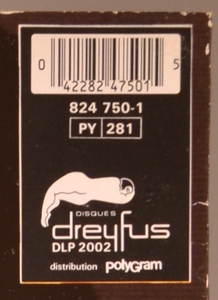 0 42282 47501 5
824 750-1
PY 281
DISQUES
dreyfus
DLP 2002
distribution polyGram